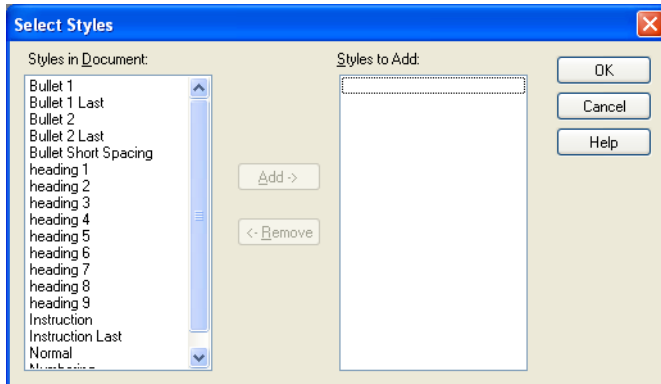 Select Styles
Styles in Document:
Styles to Add:
Bullet 1
Bullet 1 Last
Bullet 2
Bullet 2 Last
Bullet Short Spacing
heading 1
heading 2
heading 3
heading 4
heading 5
heading 6
heading 7
heading 8
heading 9
Instruction
Instruction Last
Normal
Numbering
Add ->
<- Remove
OK
Cancel
Help